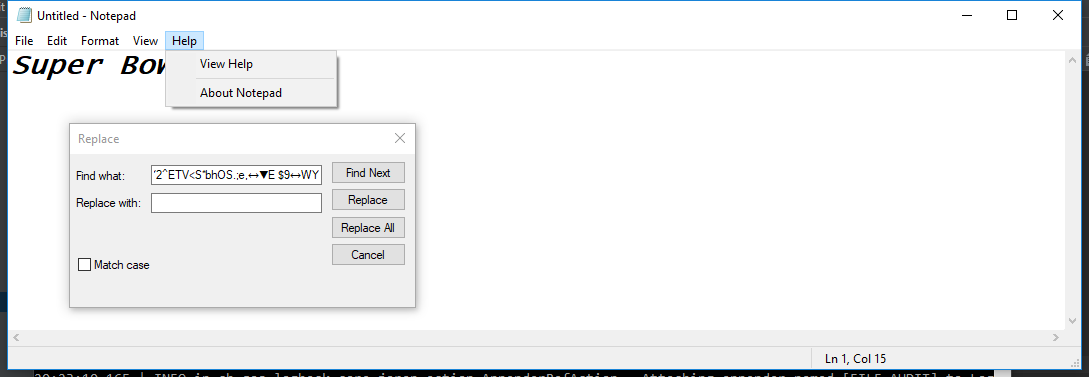 Untitled - Notepad
File Edit Format View Help
Super Bow
View Help
About Notepad
Replace
Find what: '2^ETV<S"bhOS.;e,↔▼E $9↔WY
Find Next
Replace with:
Replace
Replace All
Cancel
Match case
Ln 1, Col 15